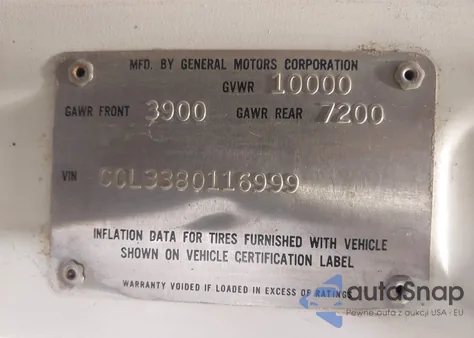 MFD. BY GENERAL MOTORS CORPORATION
GVWR 10000
GAWR FRONT 3900 GAWR REAR 7200
VIN CCL3380116999
INFLATION DATA FOR TIRES FURNISHED WITH VEHICLE
SHOWN ON VEHICLE CERTIFICATION LABEL
WARRANTY VOIDED IF LOADED IN EXCESS OF RATINGS
autoSnap
Pewne auta z aukcji USA - EU